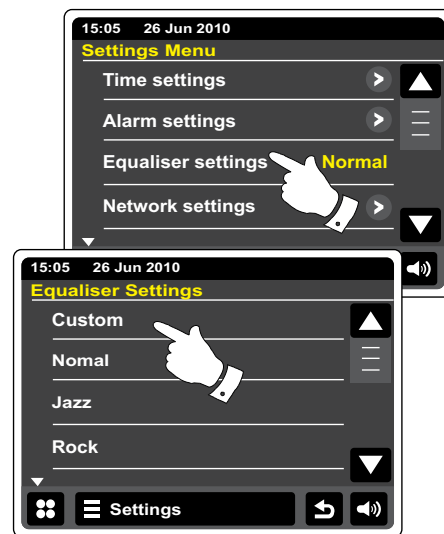 15:05 26 Jun 2010
Settings Menu
Time settings
Alarm settings
Equaliser settings Normal
Network settings
15:05 26 Jun 2010
Equaliser Settings
Custom
Nomal
Jazz
Rock
Settings